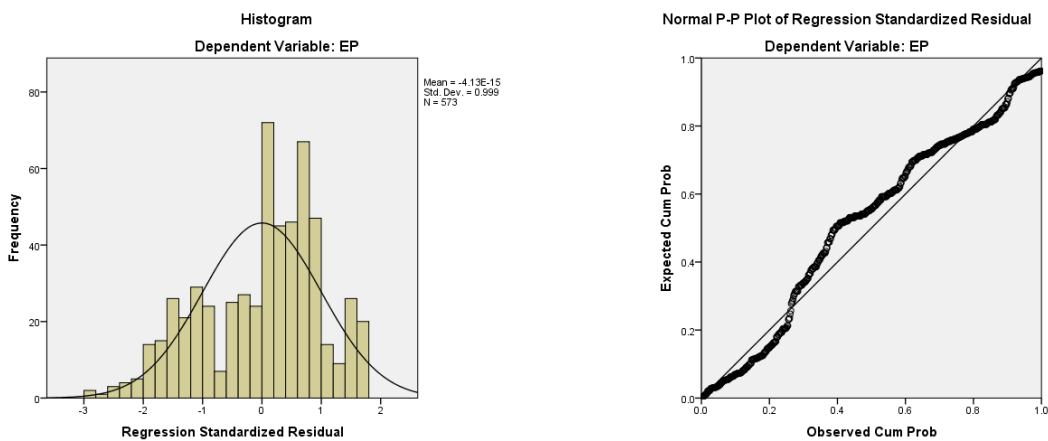 Histogram
Dependent Variable: EP
Mean = -4.13E-15
Std. Dev. = 0.999
N = 573
80
60
40
20
0
Frequency
-3
-2
-1
0
1
2
Regression Standardized Residual
Normal P-P Plot of Regression Standardized Residual
Dependent Variable: EP
1.0
0.8
0.6
0.4
0.2
0.0
Expected Cum Prob
0.0
0.2
0.4
0.6
0.8
1.0
Observed Cum Prob